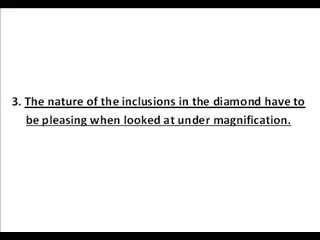 3. The nature of the inclusions in the diamond have to
be pleasing when looked at under magnification.